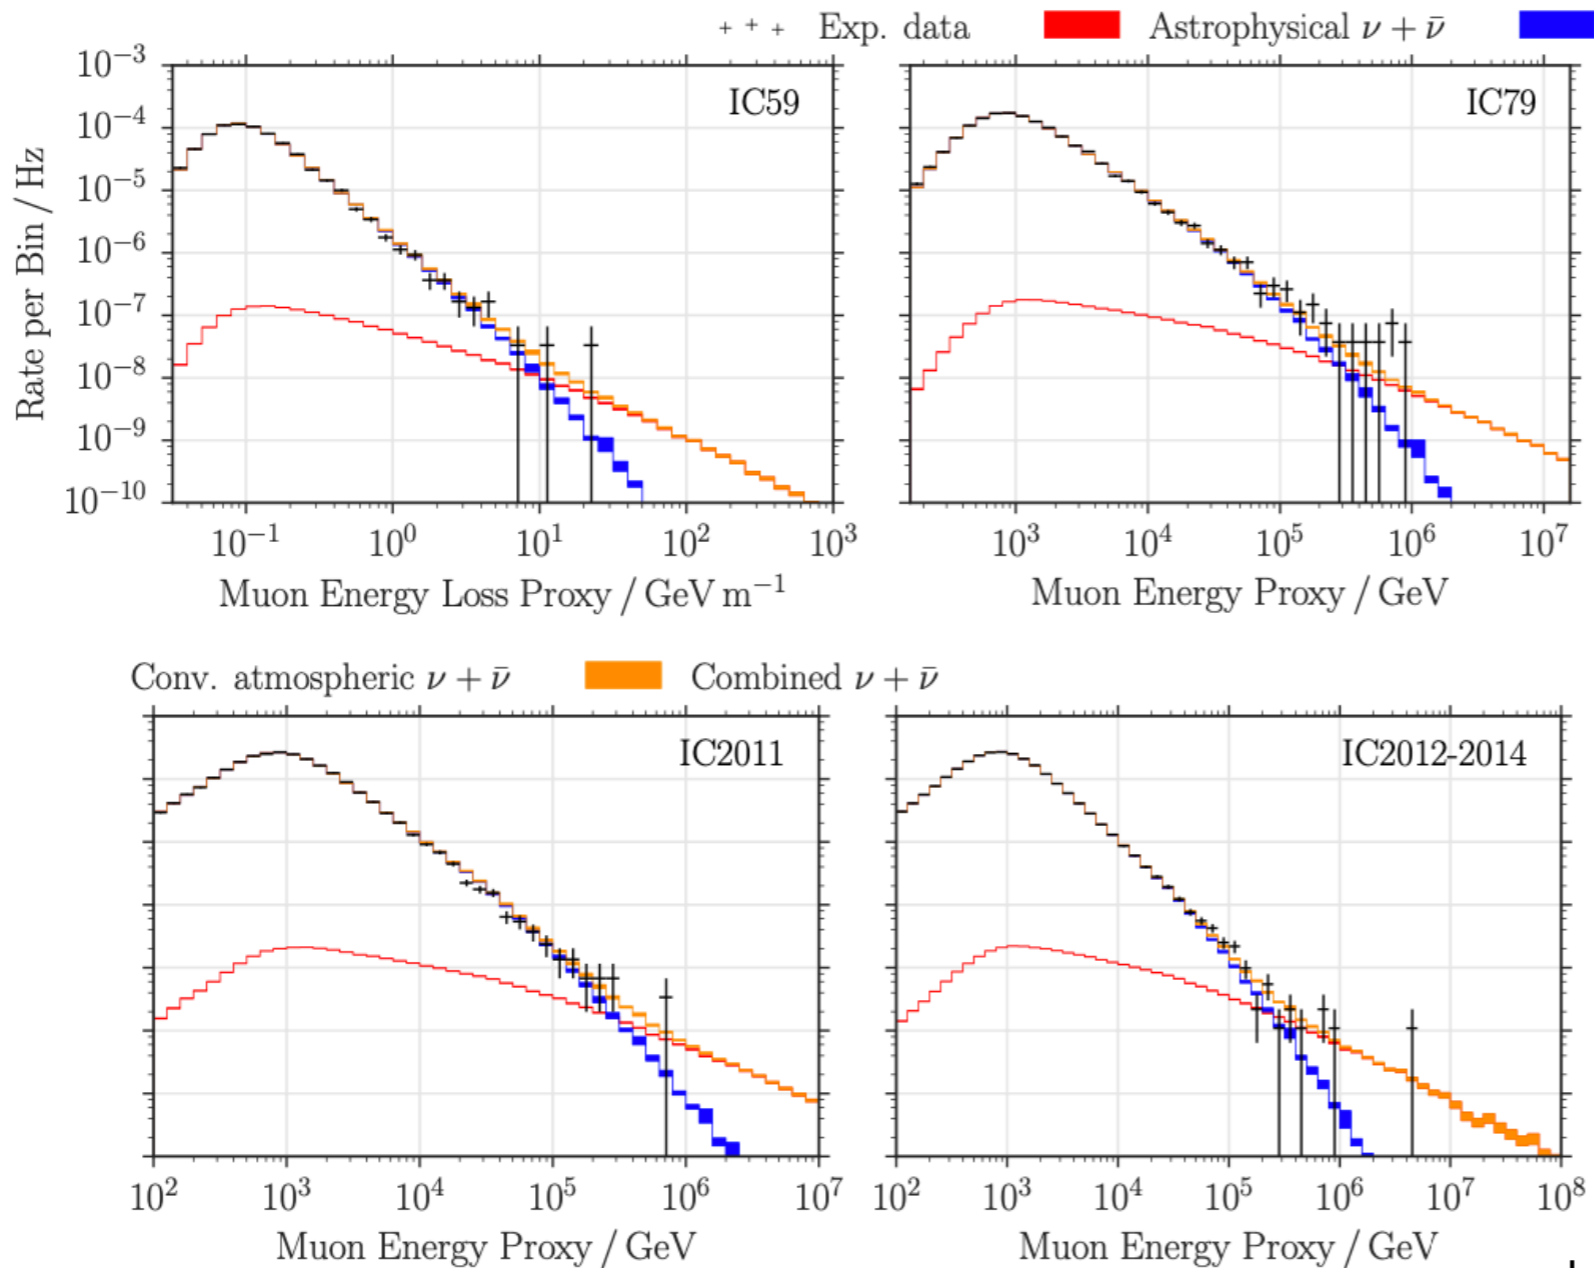 + + + Exp. data Astrophysical ν + ν̄
IC59
IC79
Rate per Bin / Hz
10⁻³
10⁻⁴
10⁻⁵
10⁻⁶
10⁻⁷
10⁻⁸
10⁻⁹
10⁻¹⁰
10⁻¹ 10⁰ 10¹ 10² 10³
10³ 10⁴ 10⁵ 10⁶ 10⁷
Muon Energy Loss Proxy / GeV m⁻¹
Muon Energy Proxy / GeV
Conv. atmospheric ν + ν̄ Combined ν + ν̄
IC2011
IC2012-2014
10² 10³ 10⁴ 10⁵ 10⁶ 10⁷
10² 10³ 10⁴ 10⁵ 10⁶ 10⁷ 10⁸
Muon Energy Proxy / GeV
Muon Energy Proxy / GeV